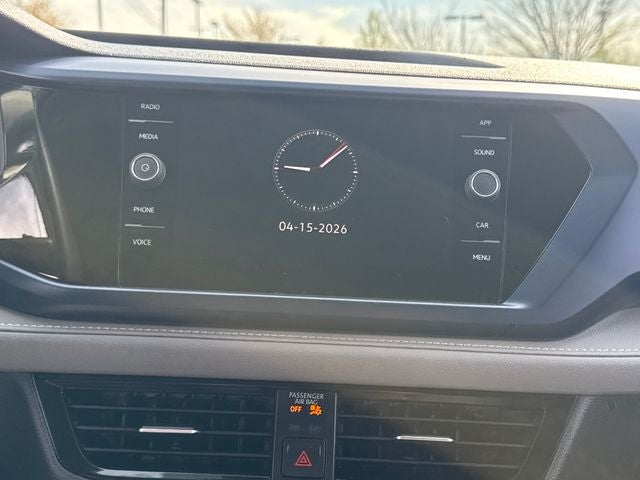 RADIO
MEDIA
PHONE
VOICE
04-15-2026
APP
SOUND
CAR
MENU
PASSENGER
AIR BAG
OFF